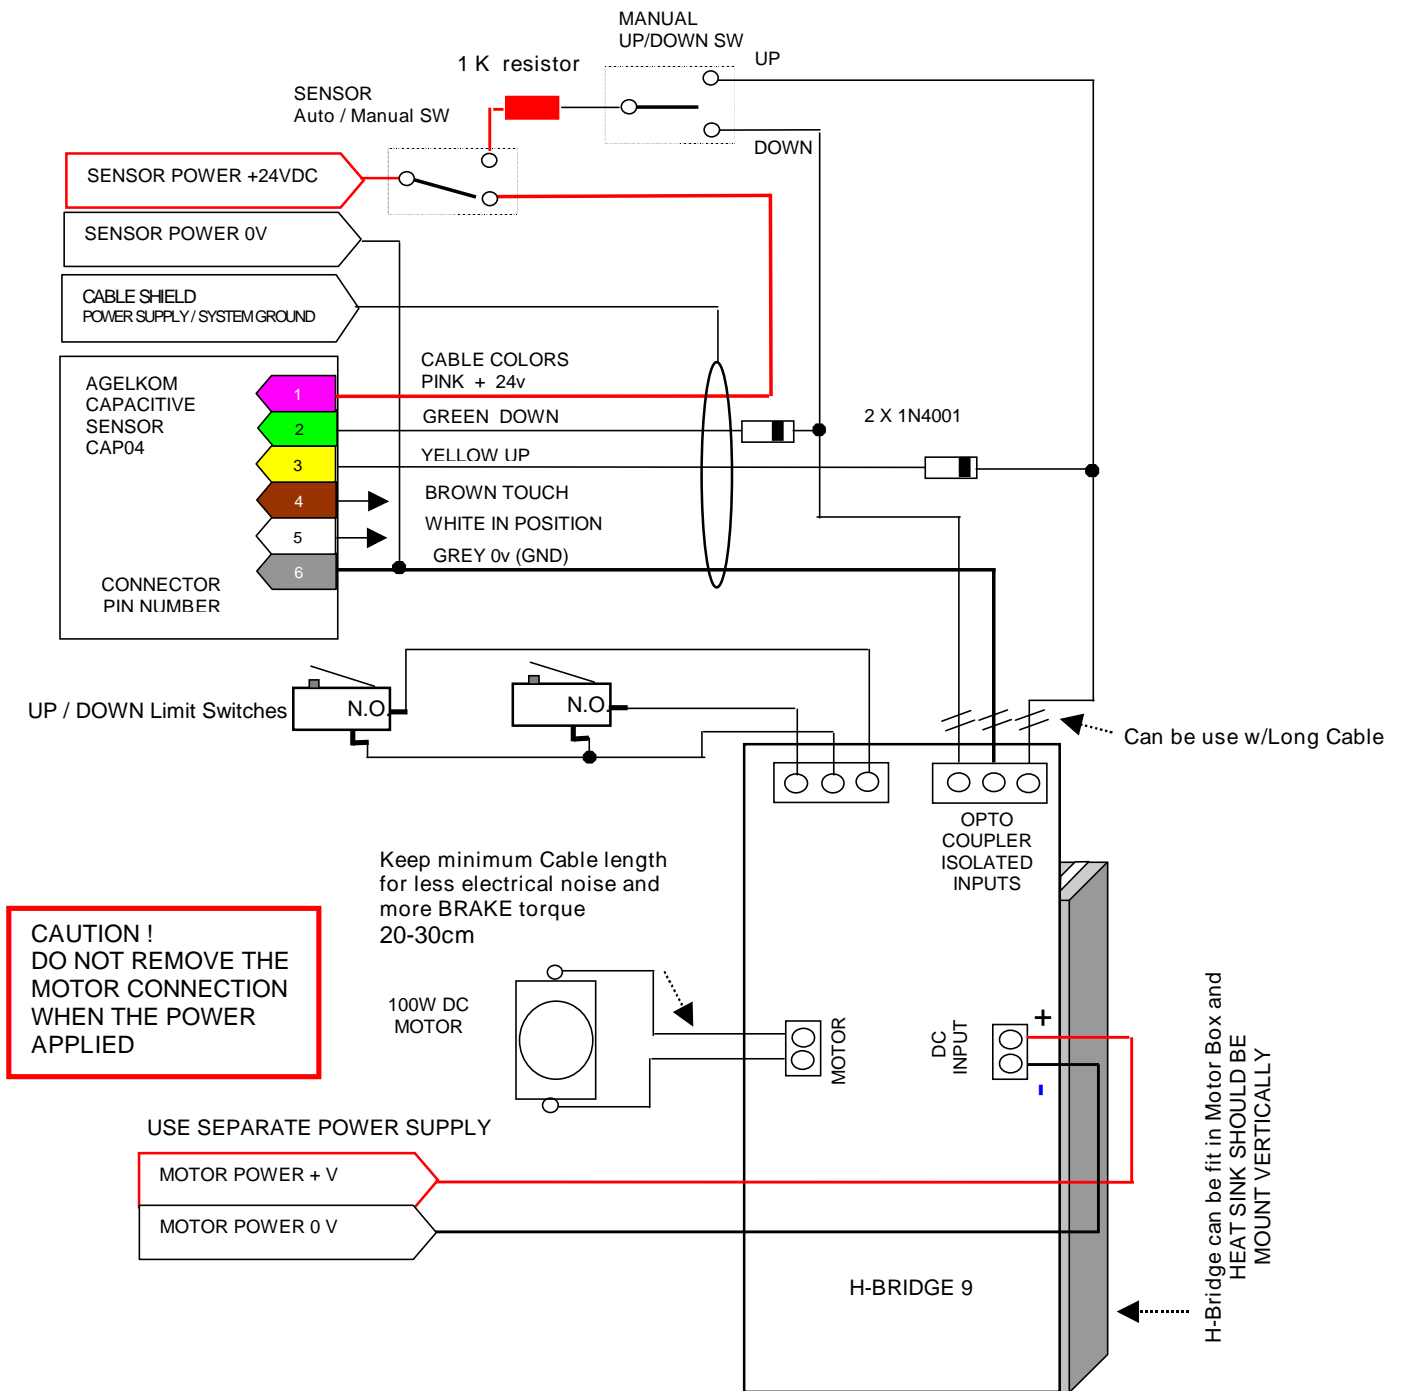 MANUAL
UP/DOWN SW
UP
1 K resistor
SENSOR
Auto / Manual SW
DOWN
SENSOR POWER +24VDC
SENSOR POWER 0V
CABLE SHIELD
POWER SUPPLY / SYSTEM GROUND
AGELKOM
CAPACITIVE
SENSOR
CAP04
1
2
3
4
5
6
CONNECTOR
PIN NUMBER
CABLE COLORS
PINK + 24v
GREEN DOWN
YELLOW UP
BROWN TOUCH
WHITE IN POSITION
GREY 0v (GND)
2 X 1N4001
UP / DOWN Limit Switches
N.O.
N.O.
Can be use w/Long Cable
OPTO
COUPLER
ISOLATED
INPUTS
Keep minimum Cable length
for less electrical noise and
more BRAKE torque
20-30cm
CAUTION !
DO NOT REMOVE THE
MOTOR CONNECTION
WHEN THE POWER
APPLIED
100W DC
MOTOR
MOTOR
DC
INPUT
+
-
USE SEPARATE POWER SUPPLY
MOTOR POWER + V
MOTOR POWER 0 V
H-BRIDGE 9
H-Bridge can be fit in Motor Box and
HEAT SINK SHOULD BE
MOUNT VERTICALLY